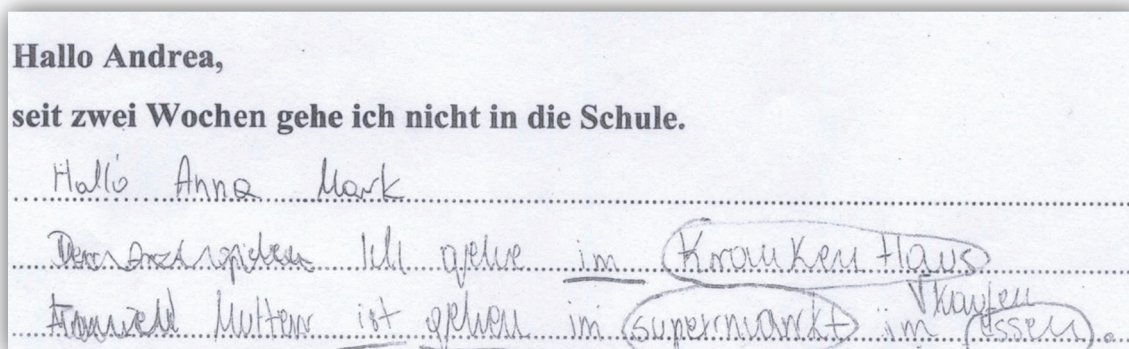 Hallo Andrea,
seit zwei Wochen gehe ich nicht in die Schule.
Hallo Anna Mark
Ich gehe im Kranken Haus
kaufen
Mutter ist gehen im supermarkt im Essen.